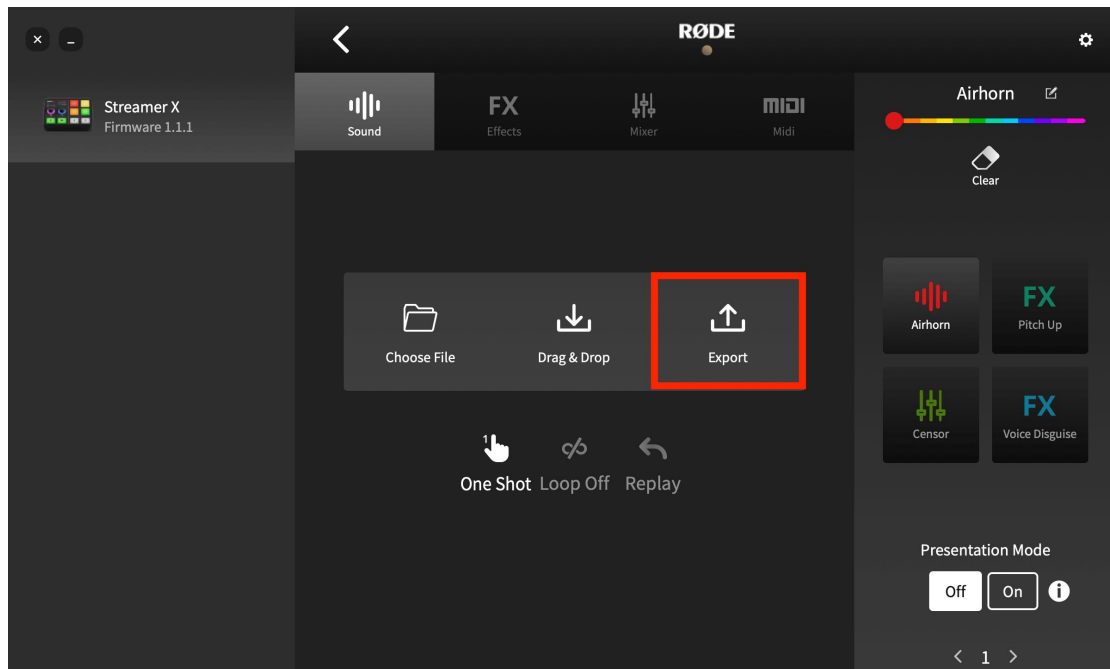 RØDE
Streamer X
Firmware 1.1.1
Sound
FX
Effects
Mixer
MIDI
Midi
Airhorn
Clear
Choose File
Drag & Drop
Export
Airhorn
FX
Pitch Up
Censor
FX
Voice Disguise
1
One Shot
Loop Off
Replay
Presentation Mode
Off
On
< 1 >